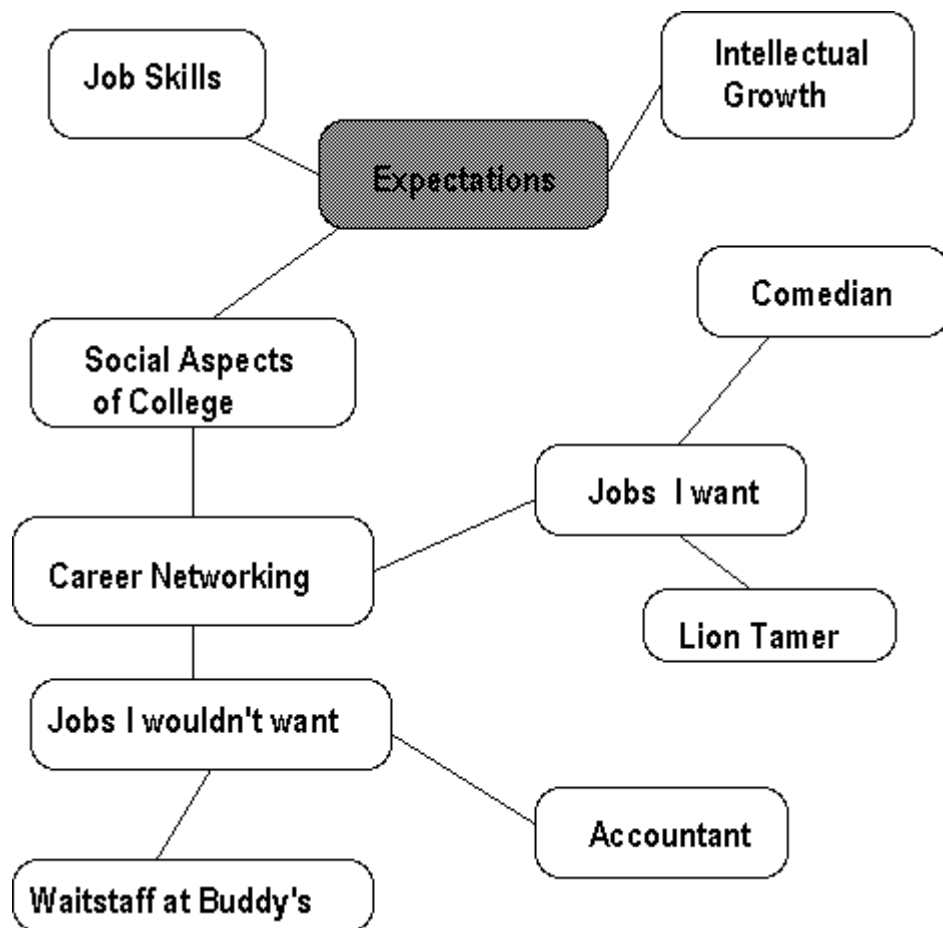 Job Skills
Intellectual
Growth
Expectations
Comedian
Social Aspects
of College
Jobs I want
Career Networking
Lion Tamer
Jobs I wouldn't want
Accountant
Waitstaff at Buddy's